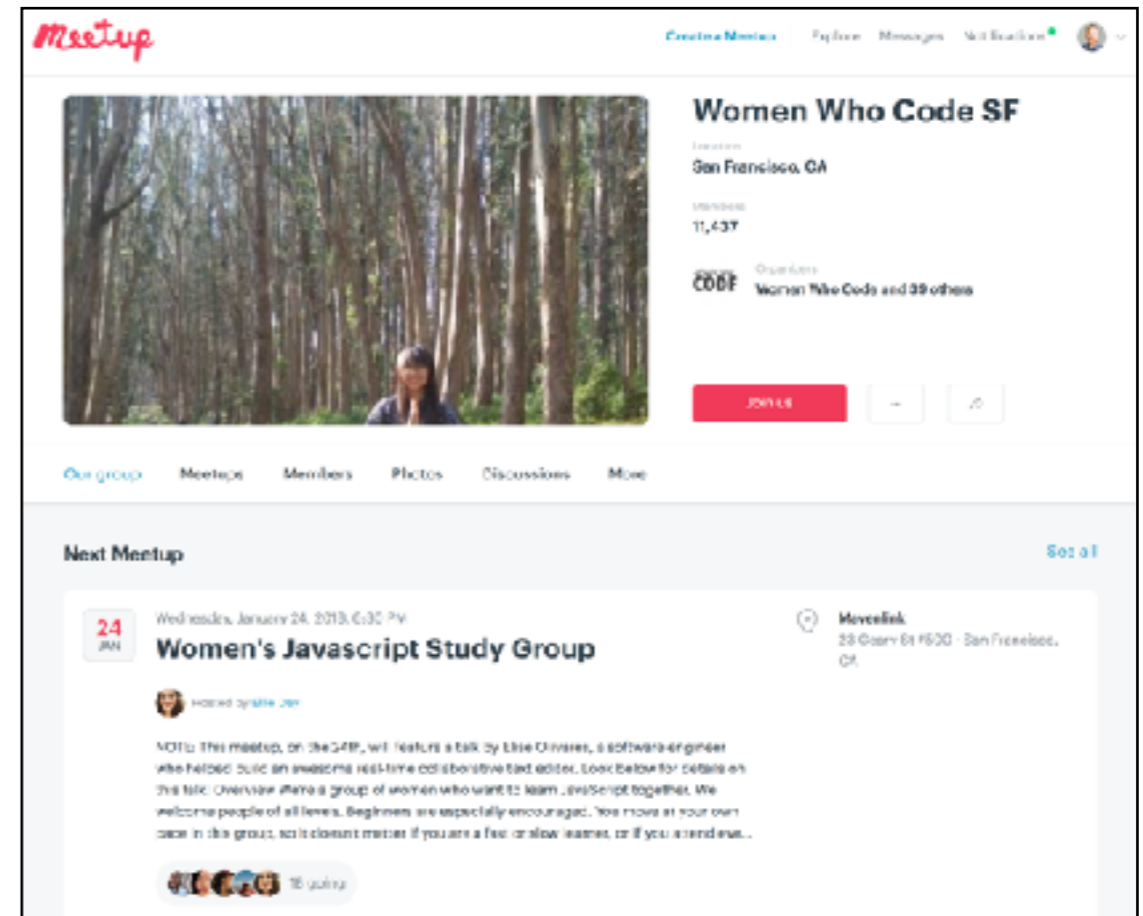 Meetup
Create a Meetup Explore Messages Notifications
Women Who Code SF
Location
San Francisco, CA
Members
11,437
CODE
Organizers
Women Who Code and 39 others
JOIN US
Our group Meetups Members Photos Discussions More
Next Meetup
See all
24
JAN
Wednesday, January 24, 2018, 6:30 PM
Women's Javascript Study Group
Hosted by
Mavenlink
San Francisco,
CA
NOTE: This meetup, on the 24th, will feature a talk by Elise Olivares, a software engineer
who helped build an awesome real-time collaborative text editor. Look below for details on
this talk. Overview We're a group of women who want to learn JavaScript together. We
welcome people of all levels. Beginners are especially encouraged. You move at your own
pace in this group, so it doesn't matter if you are a fast or slow learner, or if you attend eve...
going